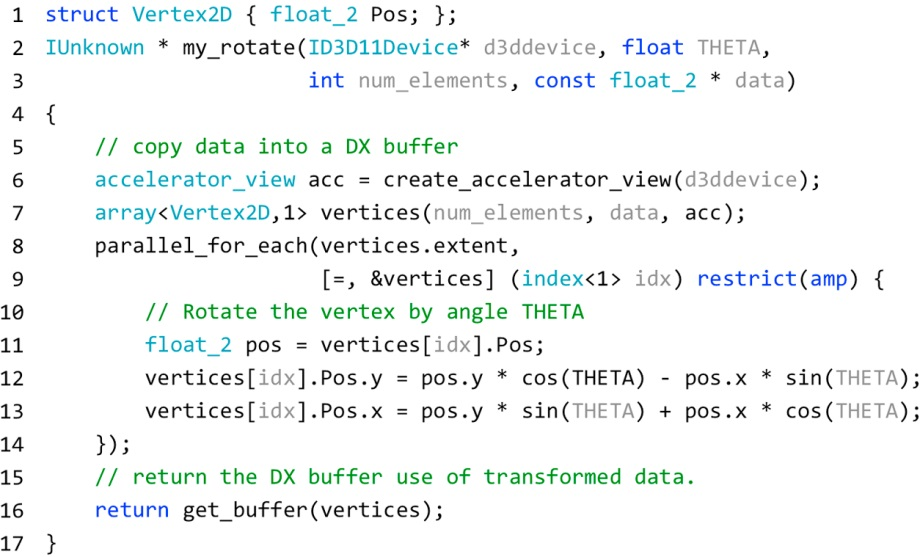 1 struct Vertex2D { float_2 Pos; };
2 IUnknown * my_rotate(ID3D11Device* d3ddevice, float THETA,
3                      int num_elements, const float_2 * data)
4 {
5     // copy data into a DX buffer
6     accelerator_view acc = create_accelerator_view(d3ddevice);
7     array<Vertex2D,1> vertices(num_elements, data, acc);
8     parallel_for_each(vertices.extent,
9                       [=, &vertices] (index<1> idx) restrict(amp) {
10         // Rotate the vertex by angle THETA
11         float_2 pos = vertices[idx].Pos;
12         vertices[idx].Pos.y = pos.y * cos(THETA) - pos.x * sin(THETA);
13         vertices[idx].Pos.x = pos.y * sin(THETA) + pos.x * cos(THETA);
14     });
15     // return the DX buffer use of transformed data.
16     return get_buffer(vertices);
17 }